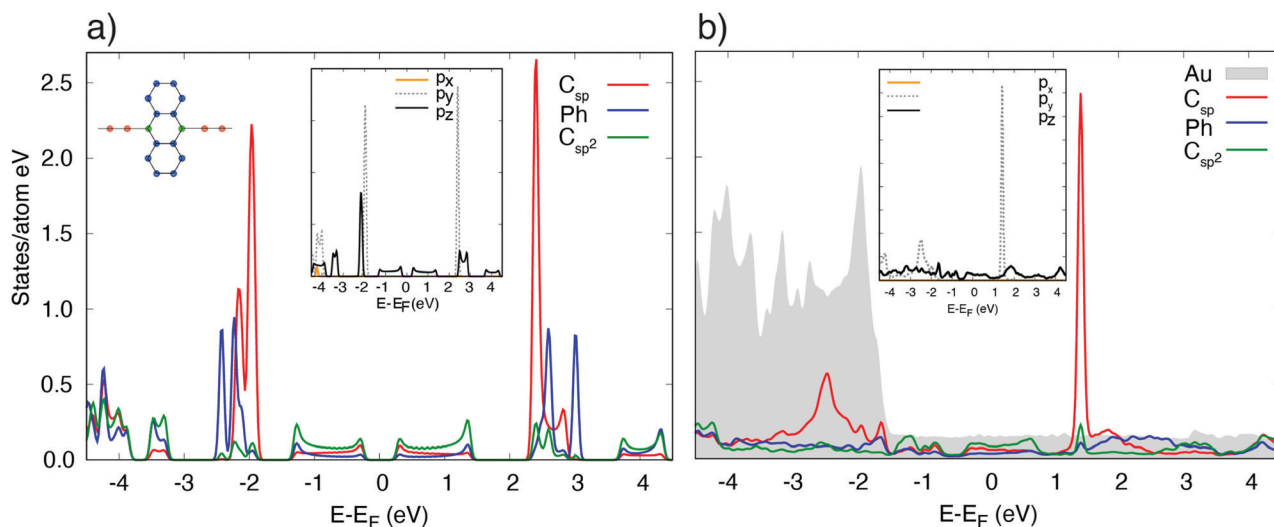 a)
2.5
2.0
1.5
1.0
0.5
0.0
States/atom eV
-4 -3 -2 -1 0 1 2 3 4
E-E_F (eV)
p_x
p_y
p_z
-4 -3 -2 -1 0 1 2 3 4
E-E_F (eV)
C_sp
Ph
C_sp²
b)
-4 -3 -2 -1 0 1 2 3 4
E-E_F (eV)
p_x
p_y
p_z
-4 -3 -2 -1 0 1 2 3 4
E-E_F (eV)
Au
C_sp
Ph
C_sp²